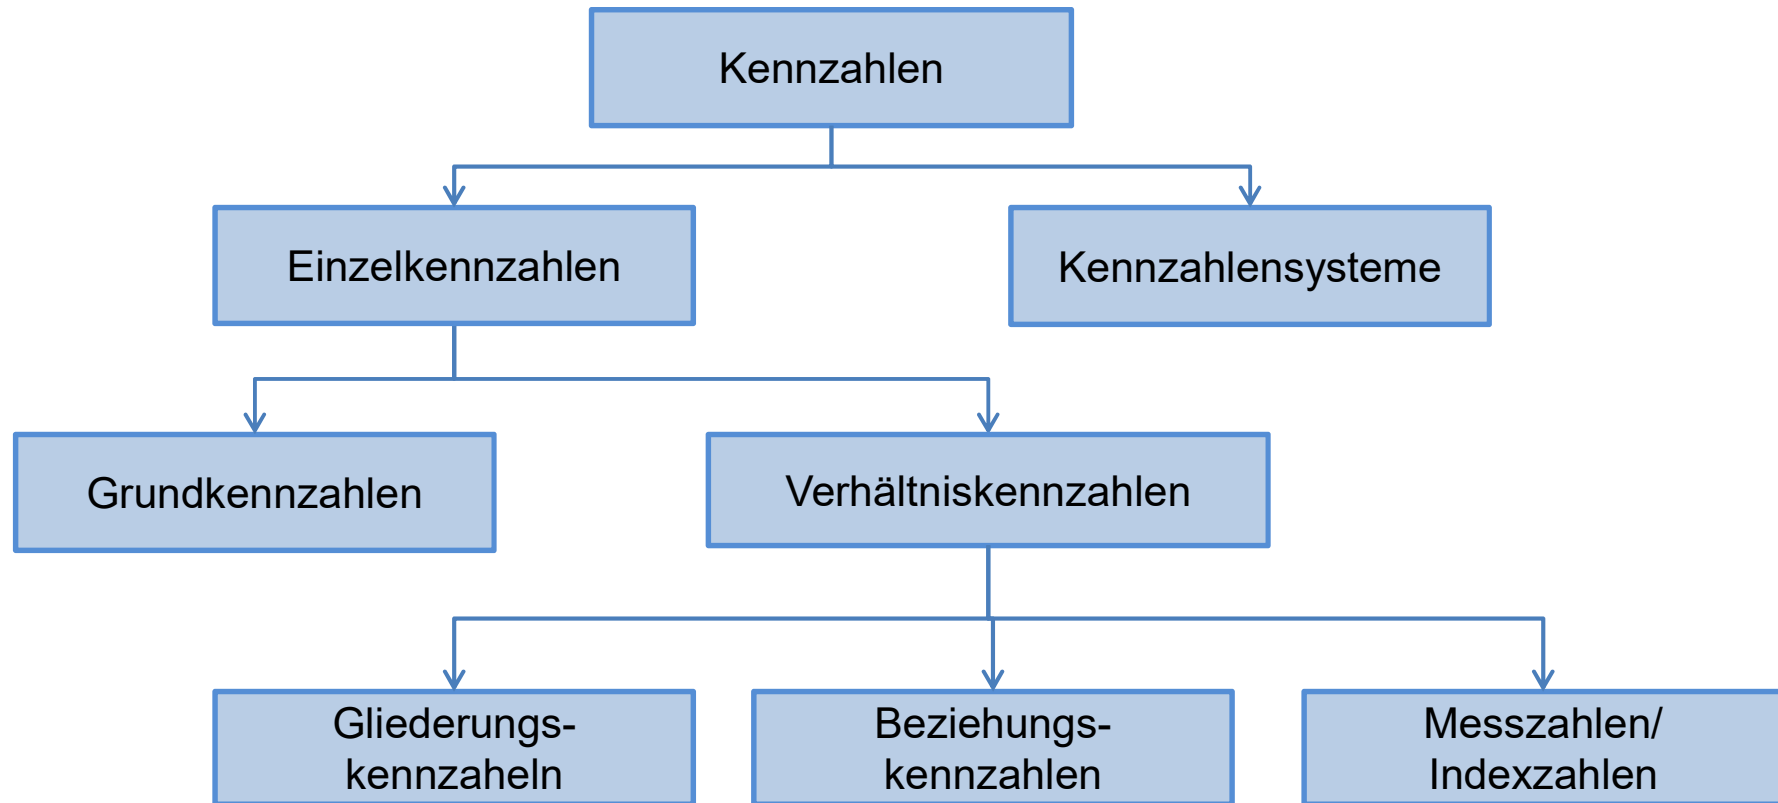 Kennzahlen
Einzelkennzahlen
Kennzahlensysteme
Grundkennzahlen
Verhältniskennzahlen
Gliederungs-
kennzaheln
Beziehungs-
kennzahlen
Messzahlen/
Indexzahlen